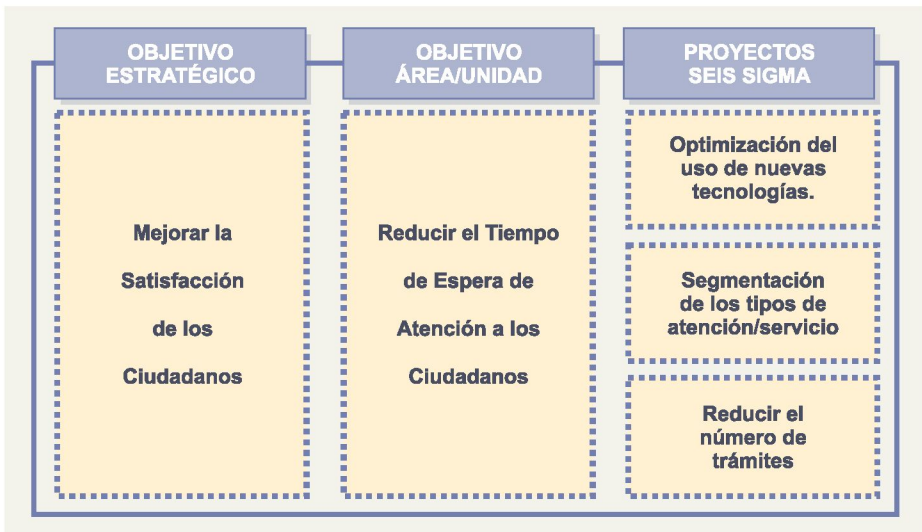 OBJETIVO
ESTRATÉGICO
Mejorar la
Satisfacción
de los
Ciudadanos
OBJETIVO
ÁREA/UNIDAD
Reducir el Tiempo
de Espera de
Atención a los
Ciudadanos
PROYECTOS
SEIS SIGMA
Optimización del
uso de nuevas
tecnologías.
Segmentación
de los tipos de
atención/servicio
Reducir el
número de
trámites